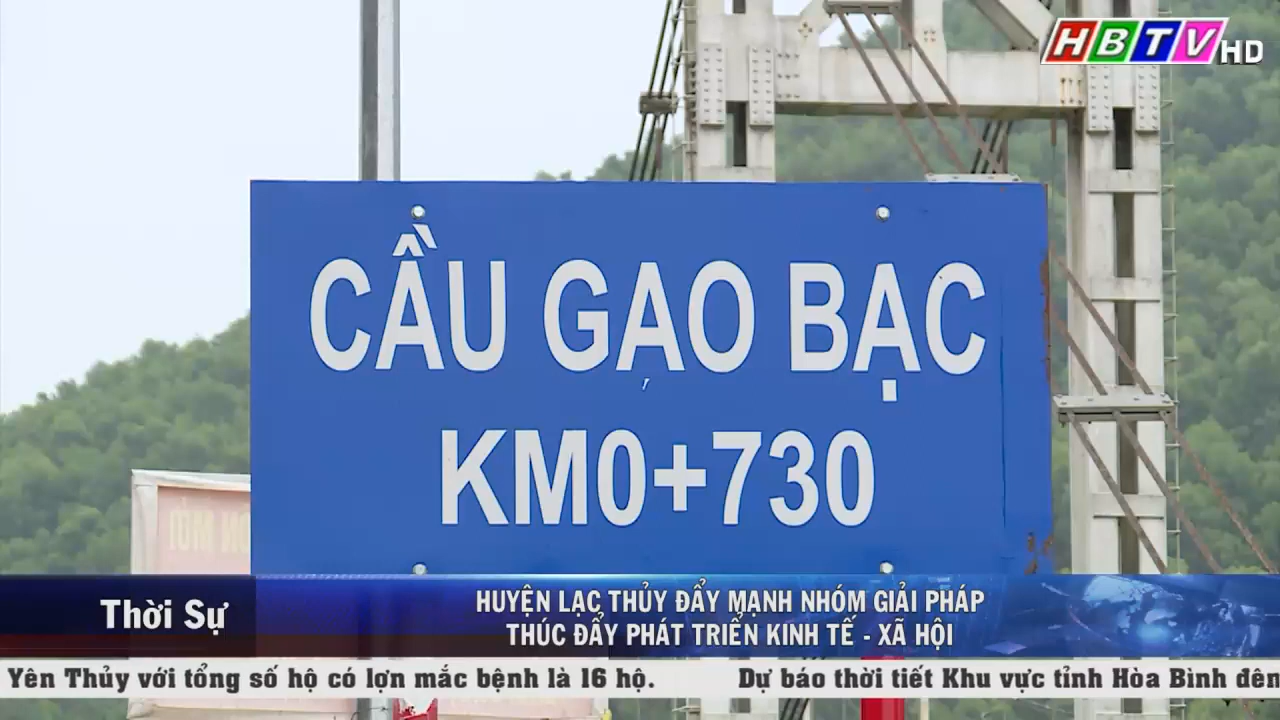 HBTV HD
CẦU GẠO BẠC
KM0+730
Thời Sự
HUYỆN LẠC THỦY ĐẨY MẠNH NHÓM GIẢI PHÁP
THÚC ĐẨY PHÁT TRIỂN KINH TẾ - XÃ HỘI
Yên Thủy với tổng số hộ có lợn mắc bệnh là 16 hộ. Dự báo thời tiết Khu vực tỉnh Hòa Bình đên